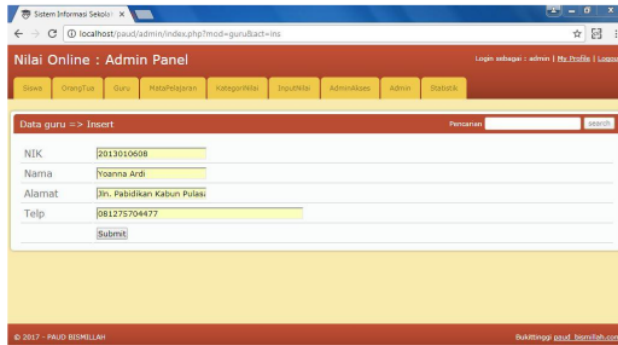 Sistem Informasi Sekola
localhost/paud/admin/index.php?mod=guru&act=ins
Nilai Online : Admin Panel
Login sebagai : admin | My Profile | Logou
Siswa OrangTua Guru MataPelajaran KategoriNilai InputNilai AdminAkses Admin Statistik
Data guru => Insert
Pencarian search
NIK 2013010608
Nama Yoanna Ardi
Alamat Jln. Pabidikan Kabun Pulasa
Telp 081275704477
Submit
© 2017 - PAUD BISMILLAH
Bukittinggi paud_bismillah.com